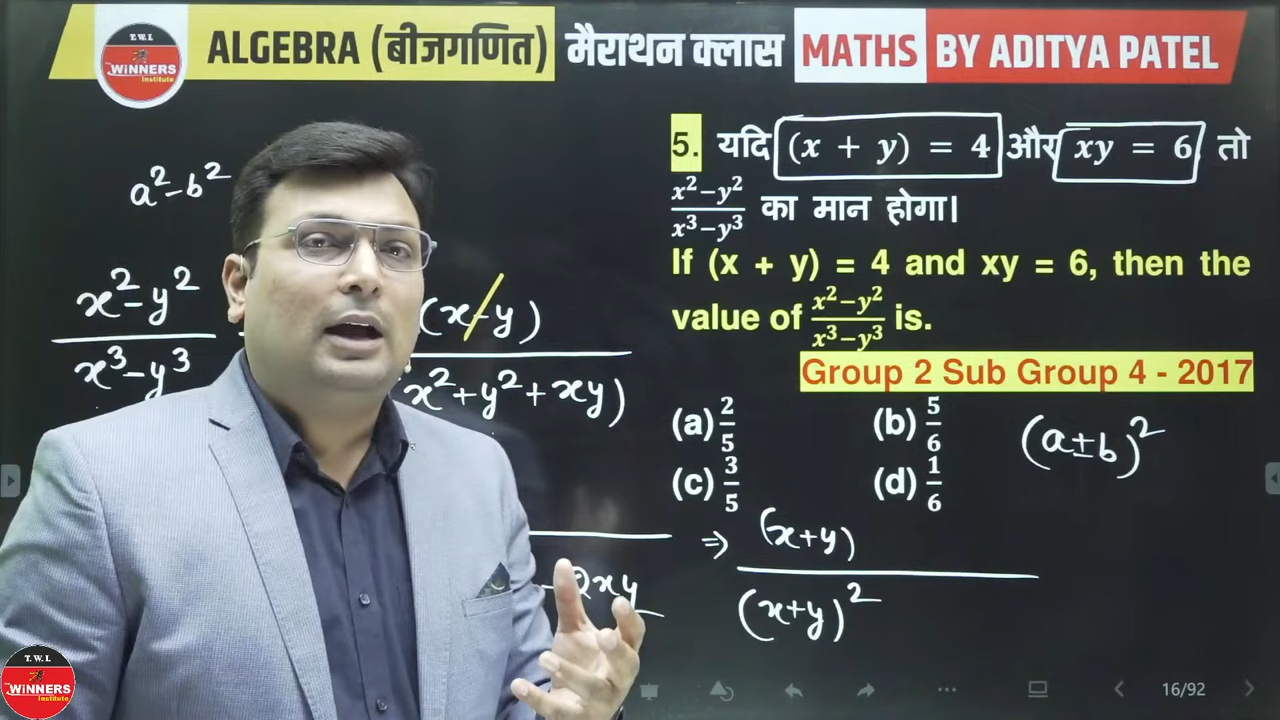 T.W.I.
THE WiNNERS
institute
ALGEBRA (बीजगणित) मैराथन क्लास MATHS BY ADITYA PATEL
5. यदि (x + y) = 4 और xy = 6, तो
x²−y²
x³−y³ का मान होगा।
If (x + y) = 4 and xy = 6, then the
value of x²−y²
x³−y³ is.
Group 2 Sub Group 4 - 2017
(a) 2/5 (b) 5/6
(c) 3/5 (d) 1/6
(a±b)²
a²−b²
x²−y²
x³−y³
(x−y)
x²+y²+xy)
−2xy
⇒ (x+y)
(x+y)²
T.W.I.
WiNNERS
institute
16/92